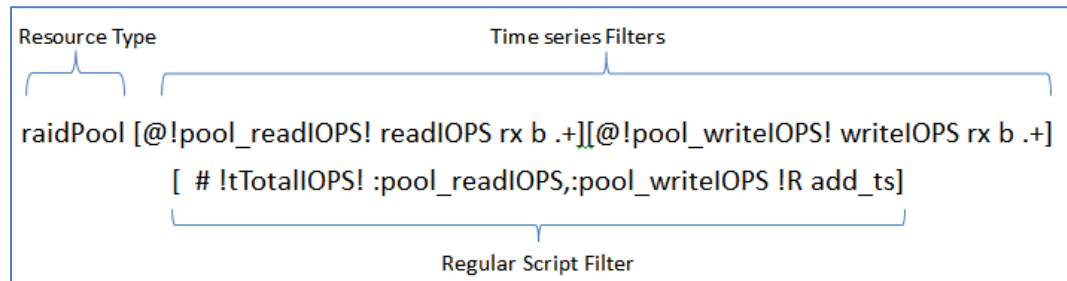 Resource Type Time series Filters
raidPool [@!pool_readIOPS! readIOPS rx b .+][@!pool_writeIOPS! writeIOPS rx b .+]
[ # !tTotalIOPS! :pool_readIOPS,:pool_writeIOPS !R add_ts]
Regular Script Filter